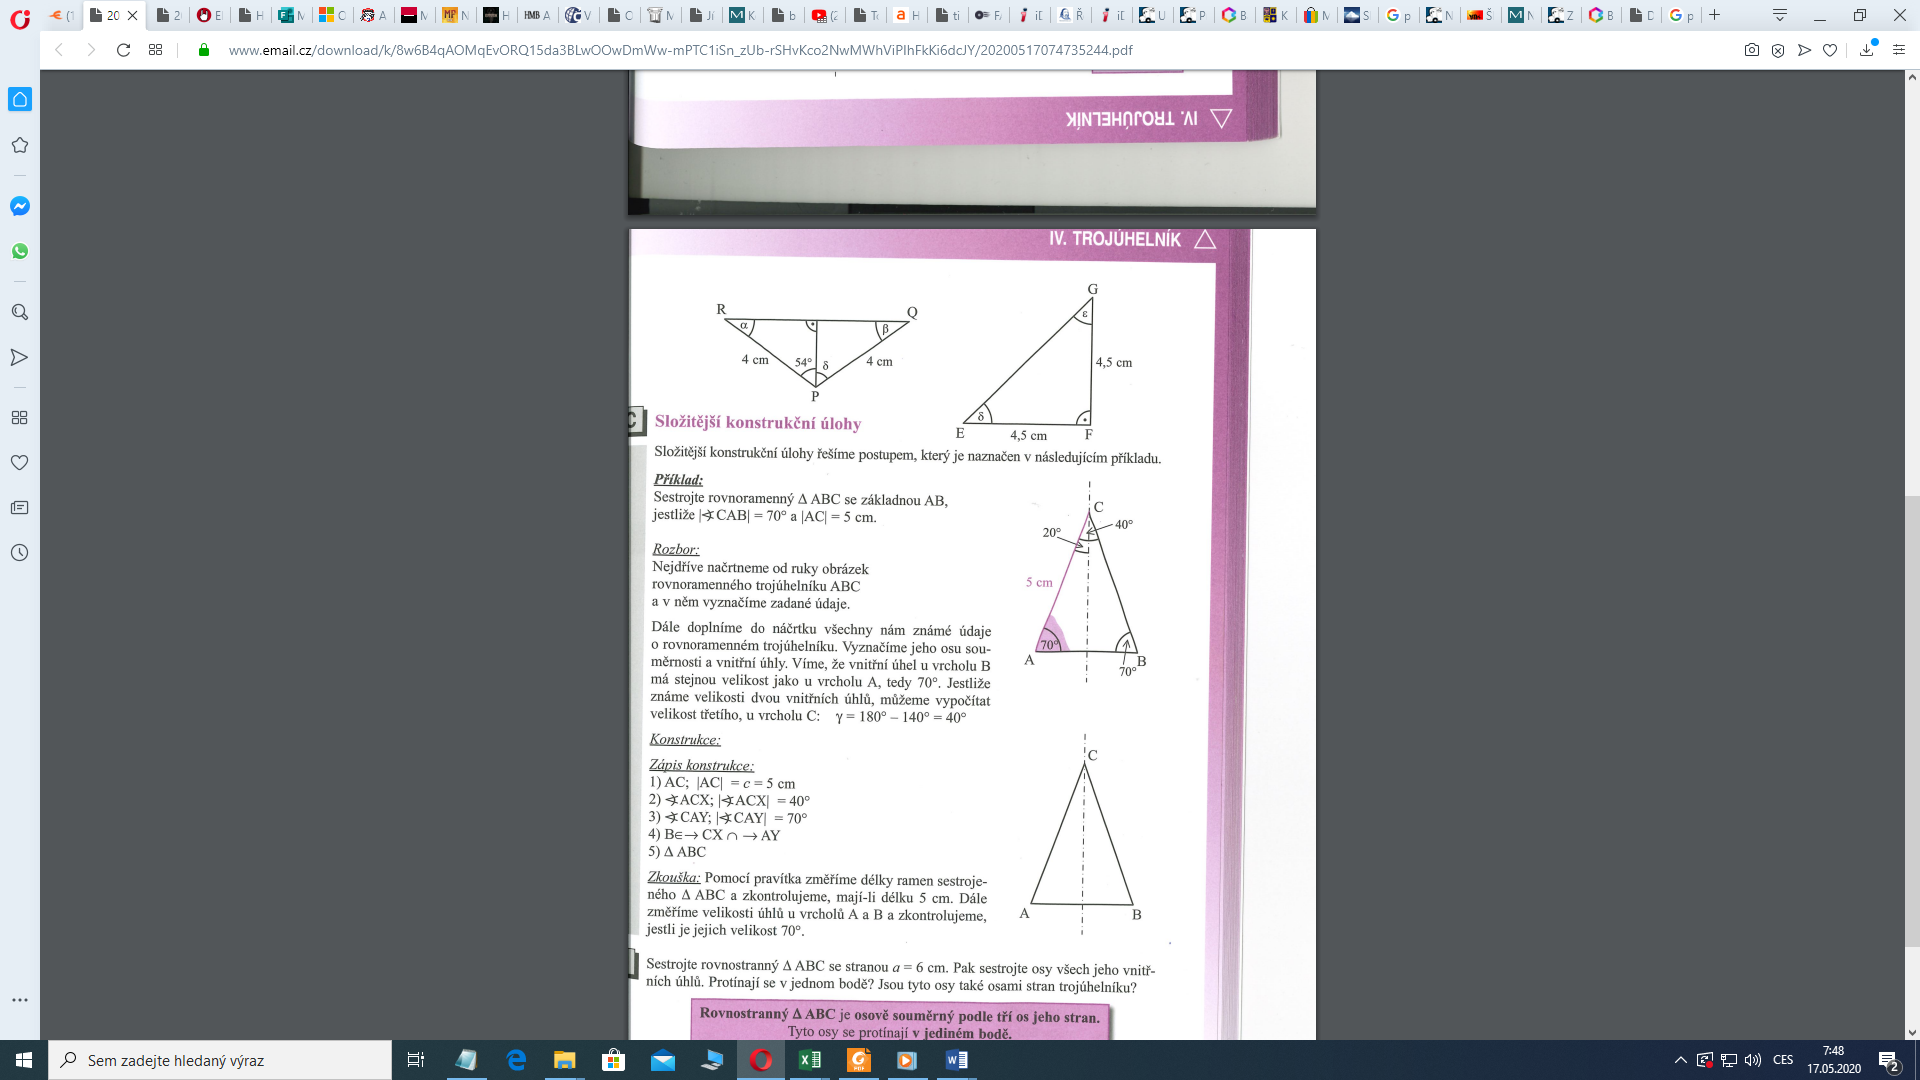 www.email.cz/download/k/8w6B4qAOMqEvORQ15da3BLwOOwDmWw-mPTC1iSn_zUb-rSHvKco2NwMWhViPIhFkKi6dcJY/20200517074735244.pdf
IV. TROJÚHELNÍK
IV. TROJÚHELNÍK
R
Q
α
β
4 cm
54°
δ
4 cm
P
G
ε
4,5 cm
δ
E
4,5 cm
F
C
Složitější konstrukční úlohy
Složitější konstrukční úlohy řešíme postupem, který je naznačen v následujícím příkladu.
Příklad:
Sestrojte rovnoramenný Δ ABC se základnou AB,
jestliže |∢CAB| = 70° a |AC| = 5 cm.
Rozbor:
Nejdříve načrtneme od ruky obrázek
rovnoramenného trojúhelníku ABC
a v něm vyznačíme zadané údaje.
Dále doplníme do náčrtku všechny nám známé údaje
o rovnoramenném trojúhelníku. Vyznačíme jeho osu sou-
měrnosti a vnitřní úhly. Víme, že vnitřní úhel u vrcholu B
má stejnou velikost jako u vrcholu A, tedy 70°. Jestliže
známe velikosti dvou vnitřních úhlů, můžeme vypočítat
velikost třetího, u vrcholu C: γ = 180° – 140° = 40°
C
20°
40°
5 cm
70°
A
B
70°
Konstrukce:
Zápis konstrukce:
1) AC; |AC| = c = 5 cm
2) ∢ACX; |∢ACX| = 40°
3) ∢CAY; |∢CAY| = 70°
4) B∈→ CX ∩ → AY
5) Δ ABC
Zkouška: Pomocí pravítka změříme délky ramen sestroje-
ného Δ ABC a zkontrolujeme, mají-li délku 5 cm. Dále
změříme velikosti úhlů u vrcholů A a B a zkontrolujeme,
jestli je jejich velikost 70°.
C
A
B
Sestrojte rovnostranný Δ ABC se stranou a = 6 cm. Pak sestrojte osy všech jeho vnitř-
ních úhlů. Protínají se v jednom bodě? Jsou tyto osy také osami stran trojúhelníku?
Rovnostranný Δ ABC je osově souměrný podle tří os jeho stran.
Tyto osy se protínají v jediném bodě.
Sem zadejte hledaný výraz
CES
7:48
17.05.2020
2